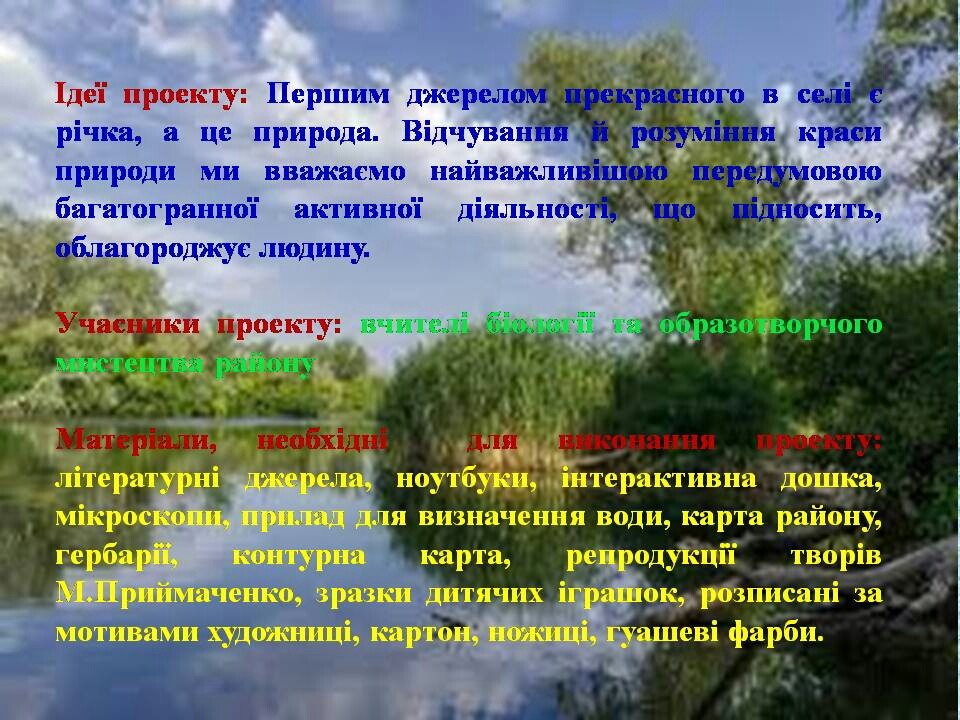 Ідеї проекту: Першим джерелом прекрасного в селі є
річка, а це природа. Відчування й розуміння краси
природи ми вважаємо найважливішою передумовою
багатогранної активної діяльності, що підносить,
облагороджує людину.
Учасники проекту: вчителі біології та образотворчого
мистецтва району
Матеріали, необхідні для виконання проекту:
літературні джерела, ноутбуки, інтерактивна дошка,
мікроскопи, прилад для визначення води, карта району,
гербарії, контурна карта, репродукції творів
М.Приймаченко, зразки дитячих іграшок, розписані за
мотивами художниці, картон, ножиці, гуашеві фарби.